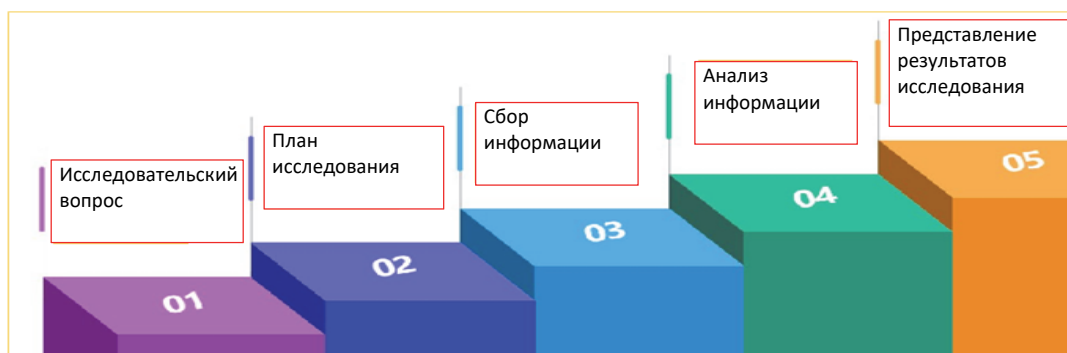 Исследовательский
вопрос
01
План
исследования
02
Сбор
информации
03
Анализ
информации
04
Представление
результатов
исследования
05